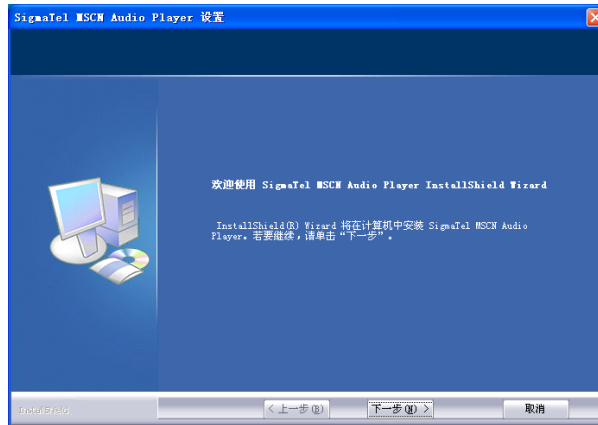 SigmaTel MSCN Audio Player 设置
欢迎使用 SigmaTel MSCN Audio Player InstallShield Wizard
InstallShield(R) Wizard 将在计算机中安装 SigmaTel MSCN Audio
Player。若要继续，请单击“下一步”。
InstallShield
< 上一步(B)
下一步(N) >
取消